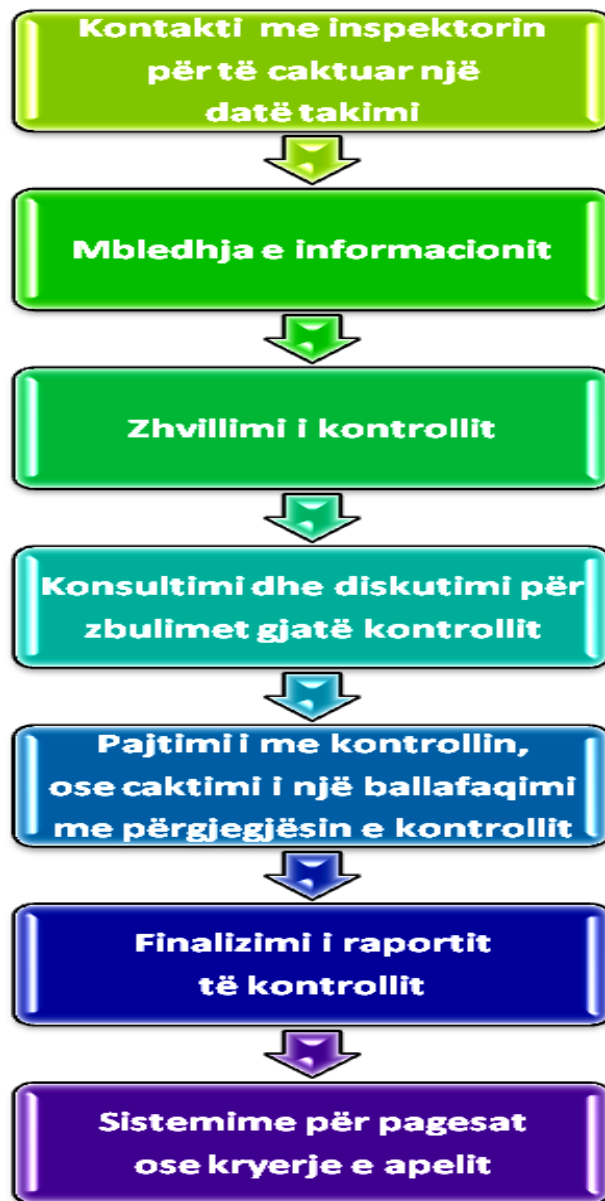 Kontakti me inspektorin
për të caktuar një
datë takimi
Mbledhja e informacionit
Zhvillimi i kontrollit
Konsultimi dhe diskutimi për
zbulimet gjatë kontrollit
Pajtimi i me kontrollin,
ose caktimi i një ballafaqimi
me përgjegjësin e kontrollit
Finalizimi i raportit
të kontrollit
Sistemime për pagesat
ose kryerje e apelit